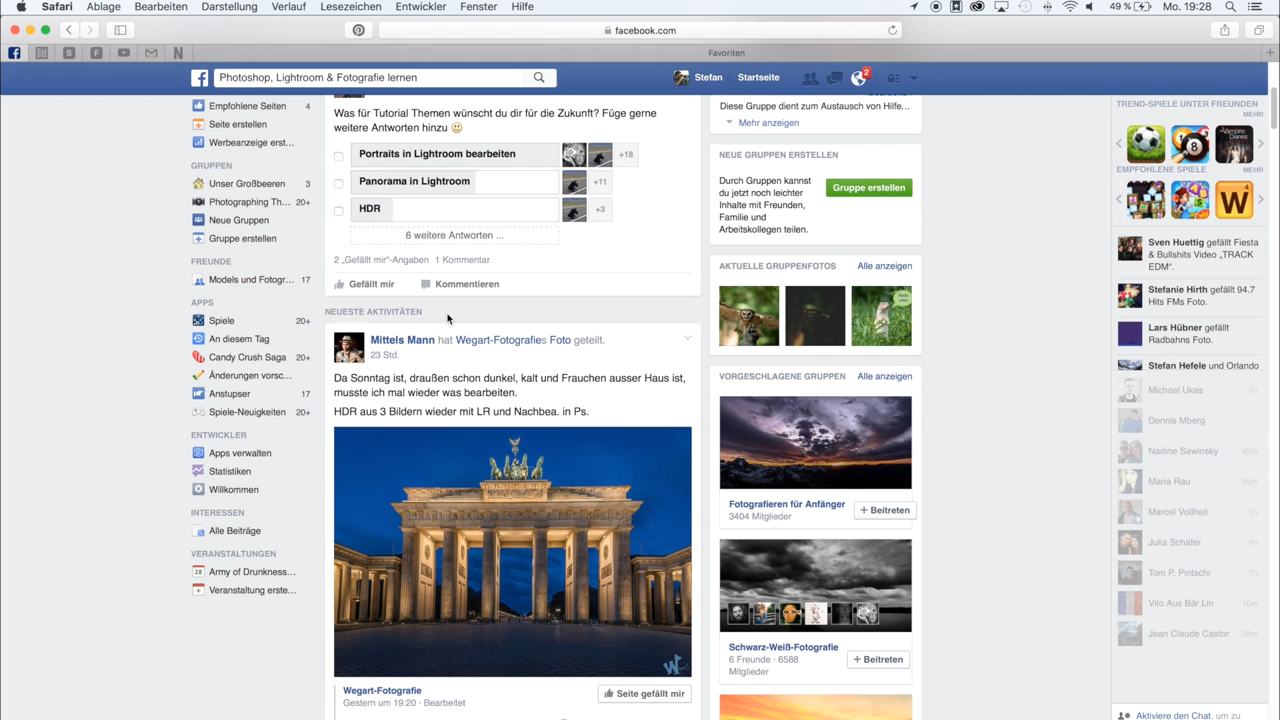 Safari Ablage Bearbeiten Darstellung Verlauf Lesezeichen Entwickler Fenster Hilfe 49 % Mo. 19:28
facebook.com
Favoriten
Photoshop, Lightroom & Fotografie lernen
Stefan Startseite 2
Empfohlene Seiten 4
Seite erstellen
Werbeanzeige erst...
GRUPPEN
Unser Großbeeren 3
Photographing Th... 20+
Neue Gruppen
Gruppe erstellen
FREUNDE
Models und Fotogr... 17
APPS
Spiele 20+
An diesem Tag
Candy Crush Saga 20+
Änderungen vorsc...
Anstupser 17
Spiele-Neuigkeiten 20+
ENTWICKLER
Apps verwalten
Statistiken
Willkommen
INTERESSEN
Alle Beiträge
VERANSTALTUNGEN
28 Army of Drunkness...
Veranstaltung erste...
Was für Tutorial Themen wünscht du dir für die Zukunft? Füge gerne
weitere Antworten hinzu
Portraits in Lightroom bearbeiten +18
Panorama in Lightroom +11
HDR +3
6 weitere Antworten ...
2 „Gefällt mir“-Angaben 1 Kommentar
Gefällt mir Kommentieren
NEUESTE AKTIVITÄTEN
Mittels Mann hat Wegart-Fotografies Foto geteilt.
23 Std.
Da Sonntag ist, draußen schon dunkel, kalt und Frauchen ausser Haus ist,
musste ich mal wieder was bearbeiten.
HDR aus 3 Bildern wieder mit LR und Nachbea. in Ps.
Wegart-Fotografie
Gestern um 19:20 · Bearbeitet
Seite gefällt mir
Diese Gruppe dient zum Austausch von Hilfe...
Mehr anzeigen
NEUE GRUPPEN ERSTELLEN
Durch Gruppen kannst
du jetzt noch leichter
Inhalte mit Freunden,
Familie und
Arbeitskollegen teilen.
Gruppe erstellen
AKTUELLE GRUPPENFOTOS Alle anzeigen
VORGESCHLAGENE GRUPPEN Alle anzeigen
Fotografieren für Anfänger
3404 Mitglieder
+ Beitreten
Schwarz-Weiß-Fotografie
6 Freunde · 6588
Mitglieder
+ Beitreten
TREND-SPIELE UNTER FREUNDEN
MEHR
EMPFOHLENE SPIELE MEHR
Sven Huettig gefällt Fiesta
& Bullshits Video „TRACK
EDM“.
Stefanie Hirth gefällt 94.7
Hits FMs Foto.
Lars Hübner gefällt
Radbahns Foto.
Stefan Hefele und Orlando
Michael Ukas 1h
Dennis Mberg
Nadine Sawinsky 45m
Maria Rau 35m
Marcel Vollheit 1h
Julia Schäfer 1h
Tom P. Pintschr 7h
Vito Aus Bär Lin 10m
Jean Claude Castor 58m
Aktiviere den Chat, um zu